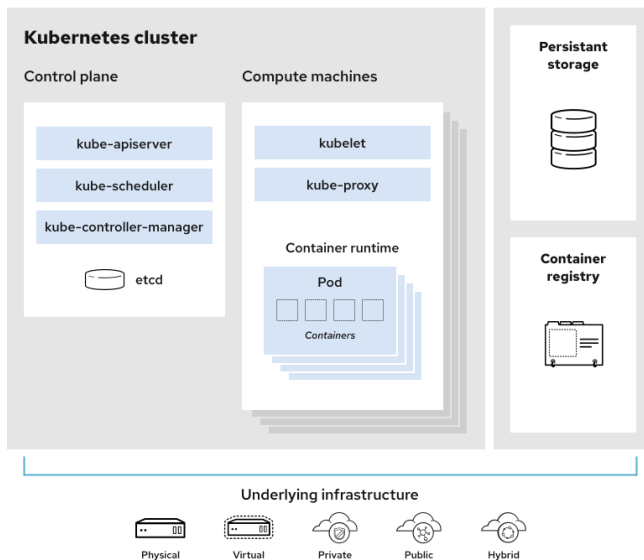 Kubernetes cluster
Control plane
kube-apiserver
kube-scheduler
kube-controller-manager
etcd
Compute machines
kubelet
kube-proxy
Container runtime
Pod
Containers
Persistant
storage
Container
registry
Underlying infrastructure
Physical
Virtual
Private
Public
Hybrid